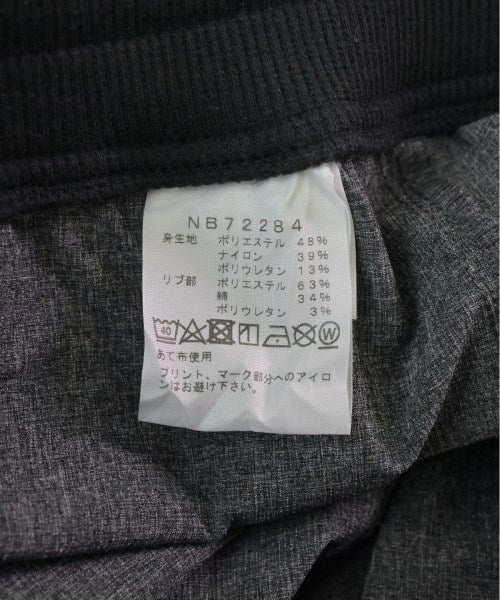 NB72284
身生地 ポリエステル 48%
ナイロン 39%
ポリウレタン 13%
リブ部 ポリエステル 63%
綿 34%
ポリウレタン 3%
40 W
あて布使用
プリント、マーク部分へのアイロ
ンはお避け下さい。